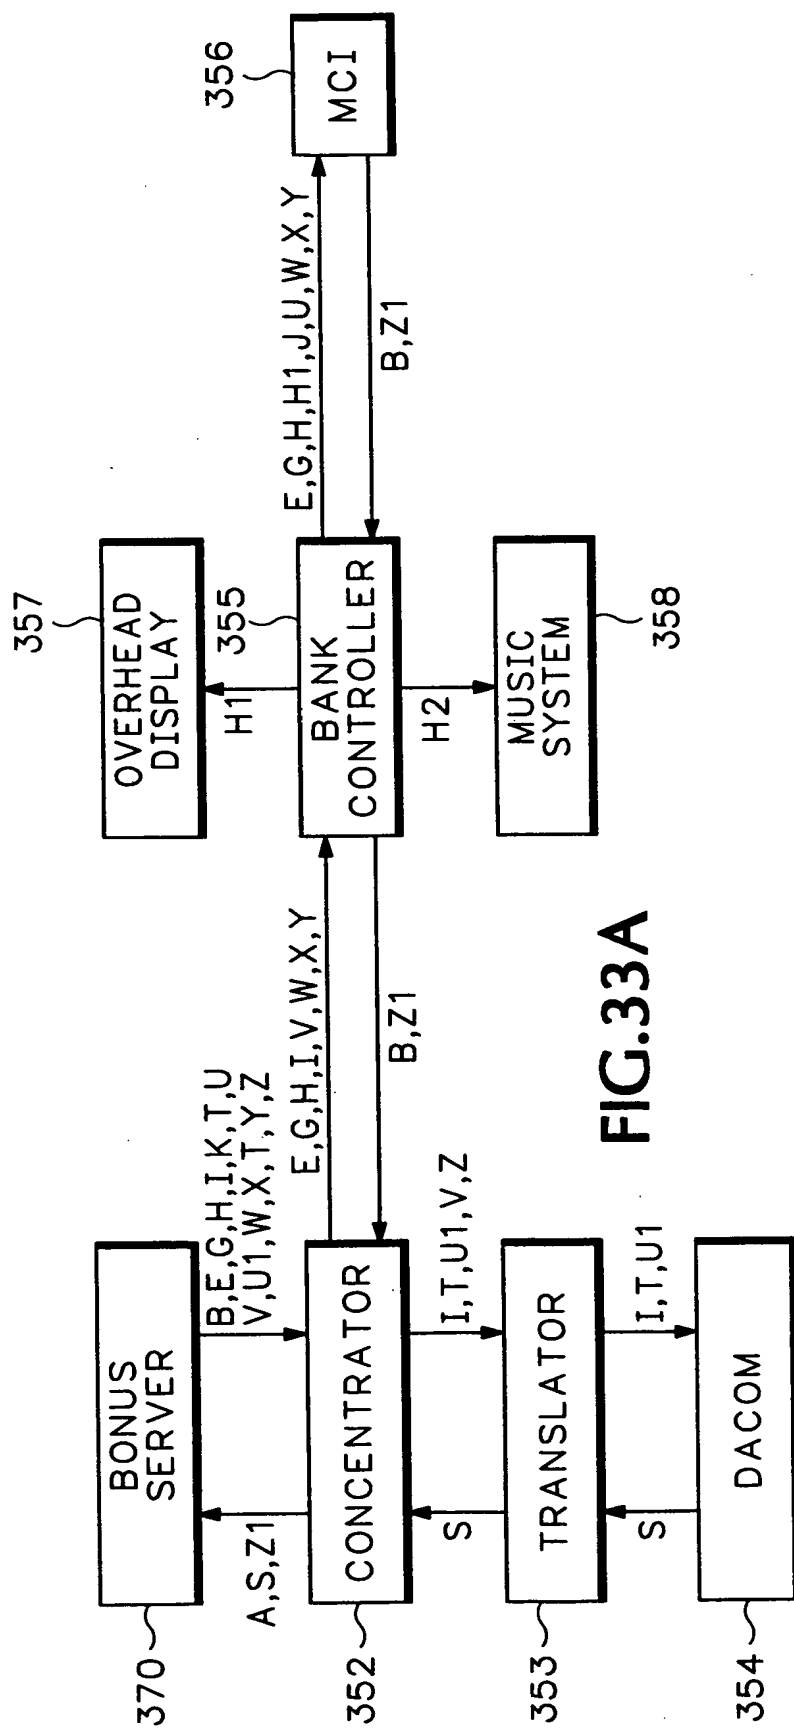 370
BONUS
SERVER
A,S,Z1
B,E,G,H,I,K,T,U
V,U1,W,X,T,Y,Z
352
CONCENTRATOR
S
I,T,U1,V,Z
353
TRANSLATOR
S
I,T,U1
354
DACOM
E,G,H,I,V,W,X,Y
B,Z1
357
OVERHEAD
DISPLAY
H1
355
BANK
CONTROLLER
H2
MUSIC
SYSTEM
358
E,G,H,H1,J,U,W,X,Y
B,Z1
356
MCI
FIG.33A